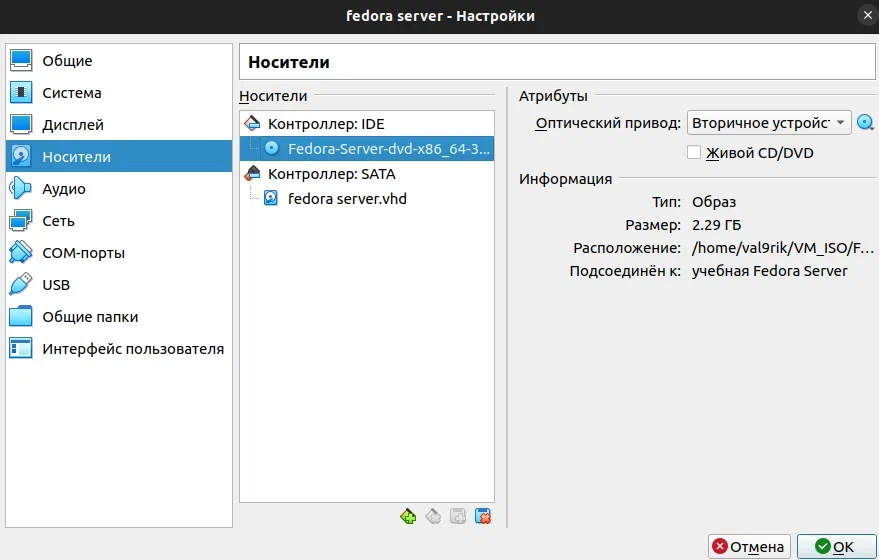 fedora server - Настройки
Общие
Система
Дисплей
Носители
Аудио
Сеть
COM-порты
USB
Общие папки
Интерфейс пользователя
Носители
Носители
Контроллер: IDE
Fedora-Server-dvd-x86_64-3...
Контроллер: SATA
fedora server.vhd
Атрибуты
Оптический привод: Вторичное устройс
Живой CD/DVD
Информация
Тип: Образ
Размер: 2.29 ГБ
Расположение: /home/val9rik/VM_ISO/F...
Подсоединён к: учебная Fedora Server
Отмена
OK